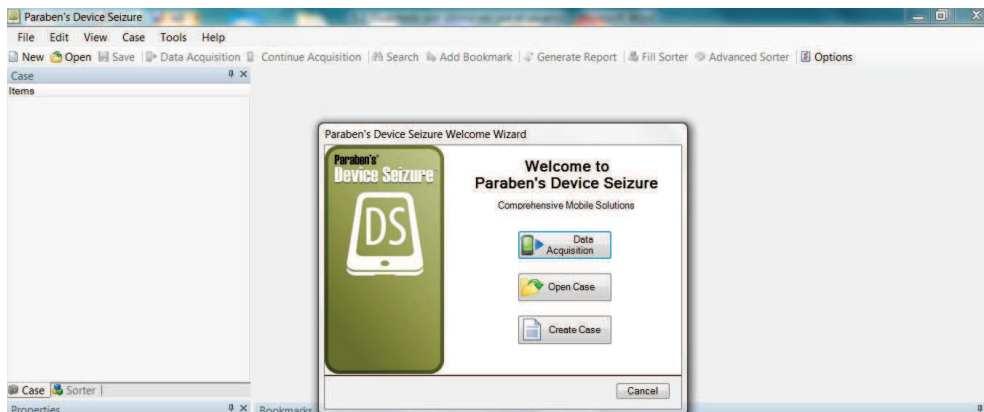 Paraben's Device Seizure
File Edit View Case Tools Help
New Open Save Data Acquisition Continue Acquisition Search Add Bookmark Generate Report Fill Sorter Advanced Sorter Options
Case
Items
Paraben's Device Seizure Welcome Wizard
Paraben's
Device Seizure
DS
Welcome to
Paraben's Device Seizure
Comprehensive Mobile Solutions
Data
Acquisition
Open Case
Create Case
Cancel
Case Sorter
Properties Bookmarks